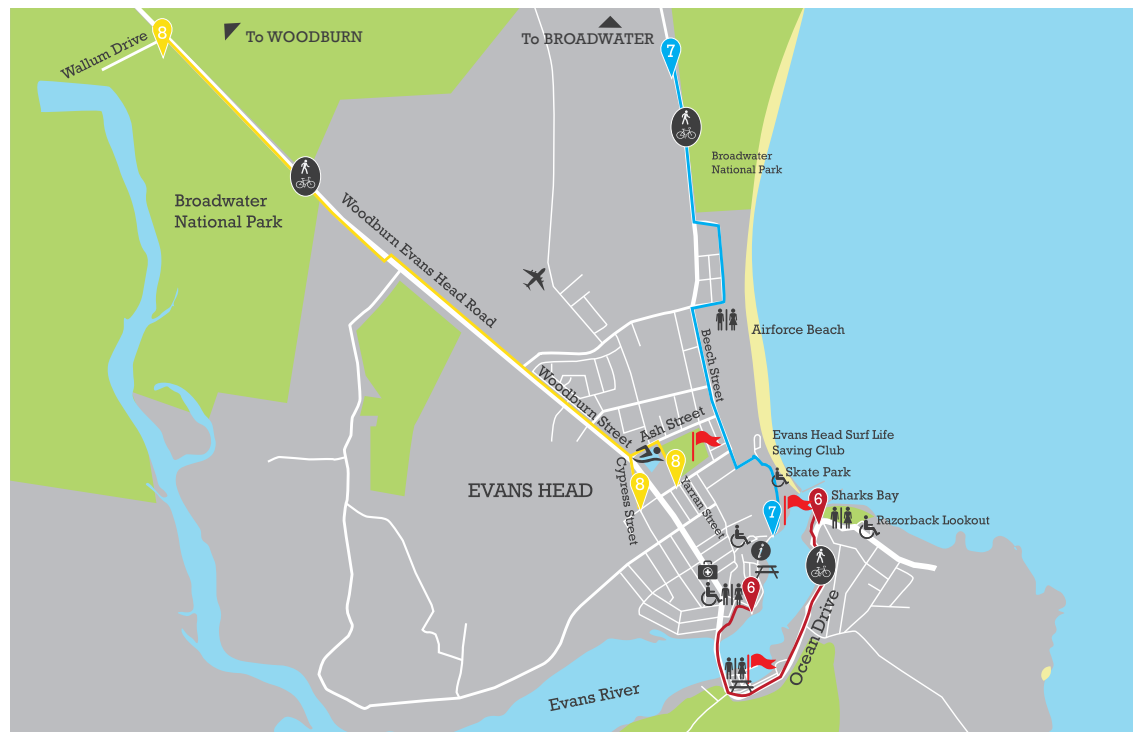 8
Wallum Drive
To WOODBURN
To BROADWATER
7
Broadwater
National Park
Broadwater
National Park
Woodburn Evans Head Road
Airforce Beach
Beech Street
Woodburn Street
Ash Street
Evans Head Surf Life
Saving Club
Skate Park
8
8
Cypress Street
Yarran Street
EVANS HEAD
Sharks Bay
6
7
Razorback Lookout
i
6
Ocean Drive
Evans River